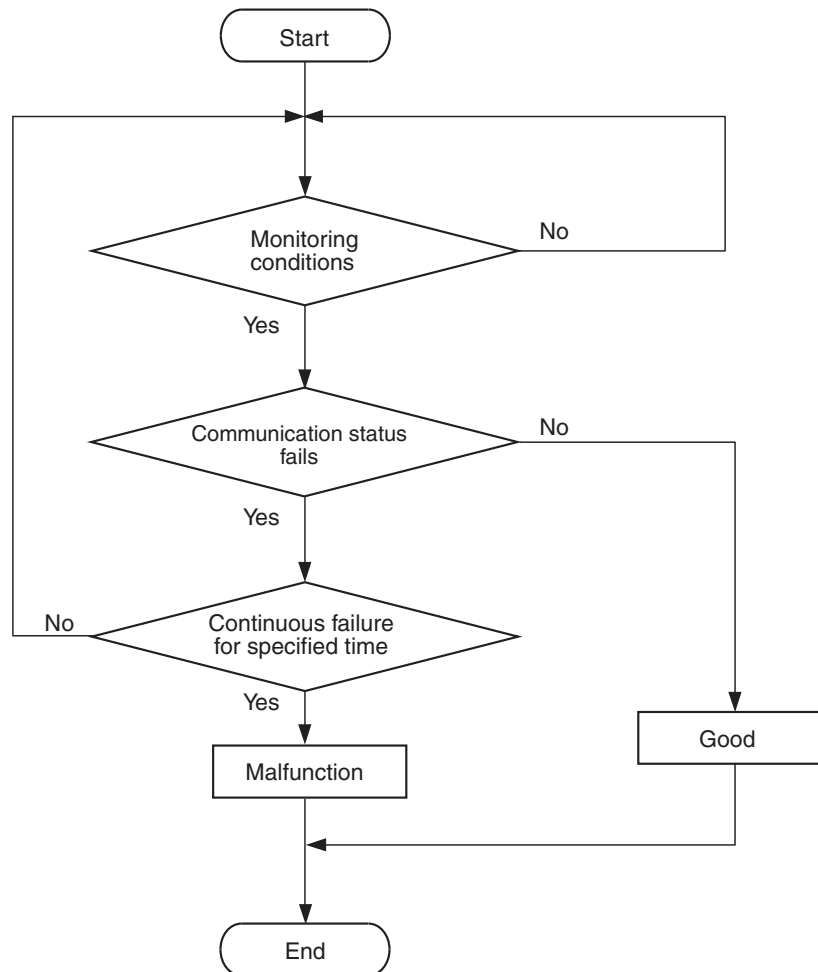 Start
Monitoring
conditions
No
Yes
Communication status
fails
No
Yes
Continuous failure
for specified time
No
Yes
Malfunction
Good
End